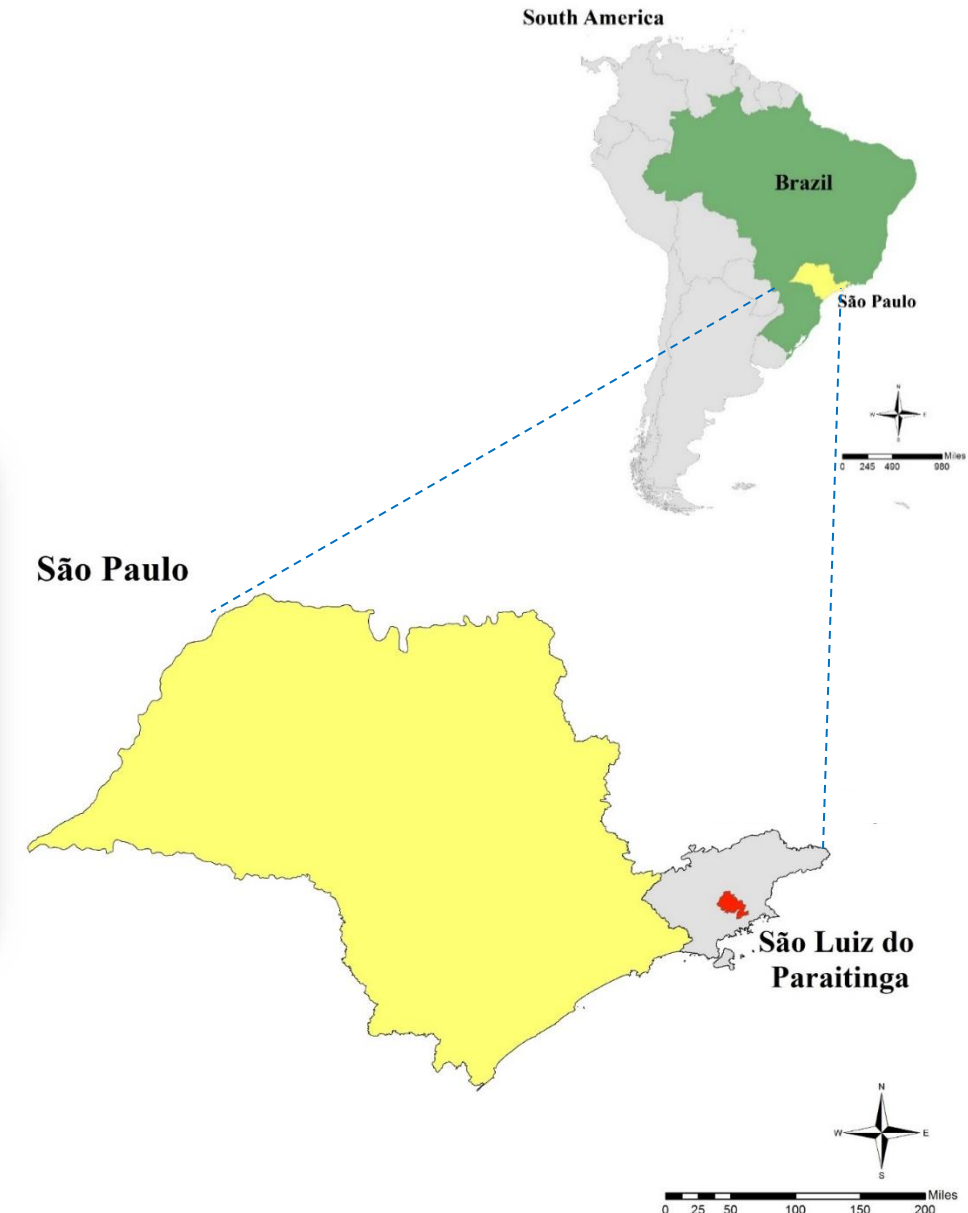 South America
Brazil
São Paulo
N
W E
S
Miles
0 245 490 980
São Paulo
São Luiz do
Paraitinga
N
W E
S
Miles
0 25 50 100 150 200